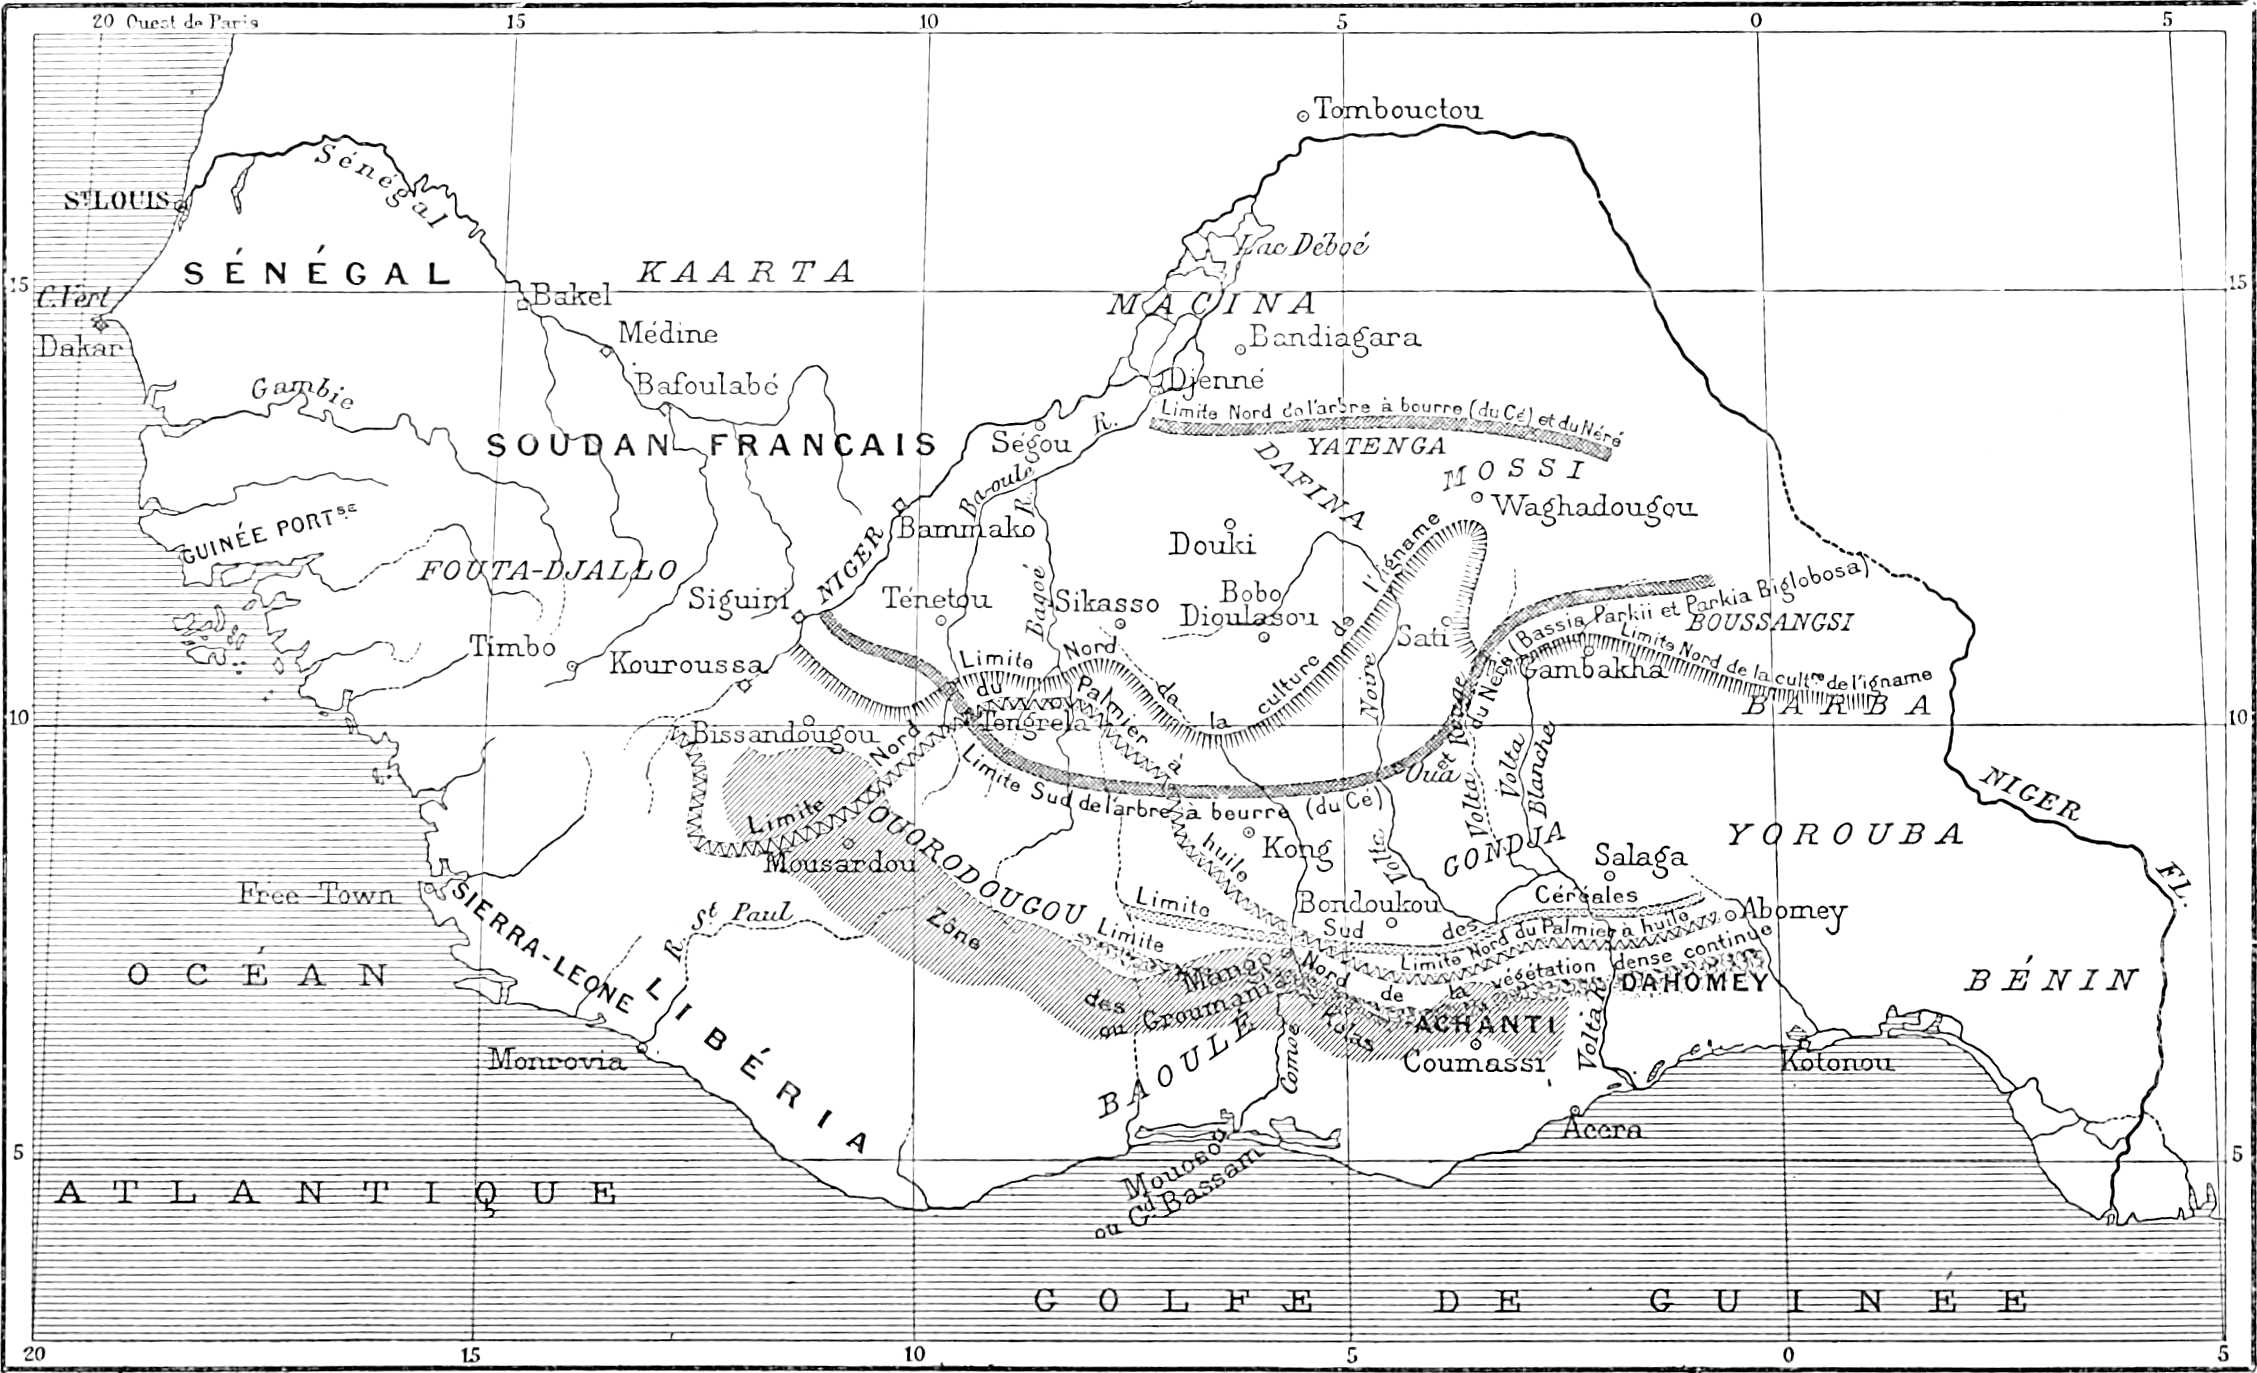 20 Ouest de Paris
15
10
5
0
5
Tombouctou
Sénégal
ST LOUIS
Lac Déboé
SÉNÉGAL
KAARTA
15
15
C. Vert
Bakel
MACINA
Dakar
Médine
Bandiagara
Bafoulabé
Djenné
Gambie
Limite Nord de l'arbre à beurre (du Cé) et du Néré
SOUDAN FRANCAIS
Ségou
R.
YATENGA
DAFINA
MOSSI
Ba-oulé
R.
Waghadougou
GUINÉE PORTSE
Bammako
Douki
NIGER
FOUTA-DJALLO
Siguiri
Ténetou
Bagoé
Sikasso
Bobo
Dioulasou
Sati
BOUSSANGSI
Timbo
Kouroussa
Limite Nord de la culture de l'igname
Gambakha
Limite Nord de la cultre de l'igname
BARBA
10
10
Bissandougou
Tengrela
Limite Nord du Palmier à huile
Limite Sud de l'arbre à beurre (du Cé) et du Néré (Bassia Parkii et Parkia Biglobosa)
Oua
Volta Noire
Volta Rouge
Volta Blanche
NIGER FL.
Kong
GONDJA
YOROUBA
OUORODOUGOU
Mousardou
Salaga
Free-Town
SIERRA-LEONE
R. St Paul
Zône des Kolas
Limite Sud des Céréales
Bondoukou
Abomey
Limite Nord du Palmier à huile
Limite Nord de la végétation dense continue
Mango
ou Groumania
DAHOMEY
BÉNIN
OCÉAN
LIBÉRIA
ACHANTI
Coumassi
Volta R.
Monrovia
BAOULÉ
Comoé
Kotonou
Accra
5
5
Mouosou
ou Gd Bassam
ATLANTIQUE
GOLFE DE GUINÉE
20
15
10
5
0
5